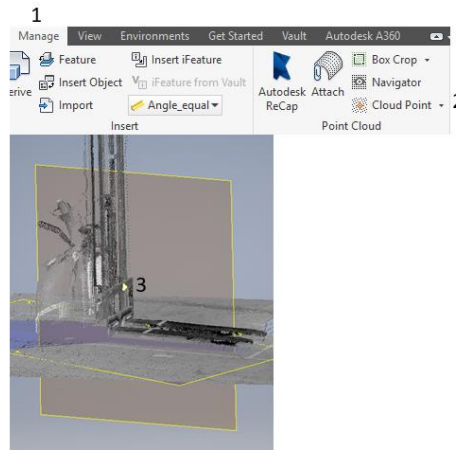 1
Manage View Environments Get Started Vault Autodesk A360
Feature Insert iFeature Box Crop
Insert Object iFeature from Vault Autodesk ReCap Attach Navigator
Import Angle_equal Cloud Point 2
Insert Point Cloud
3